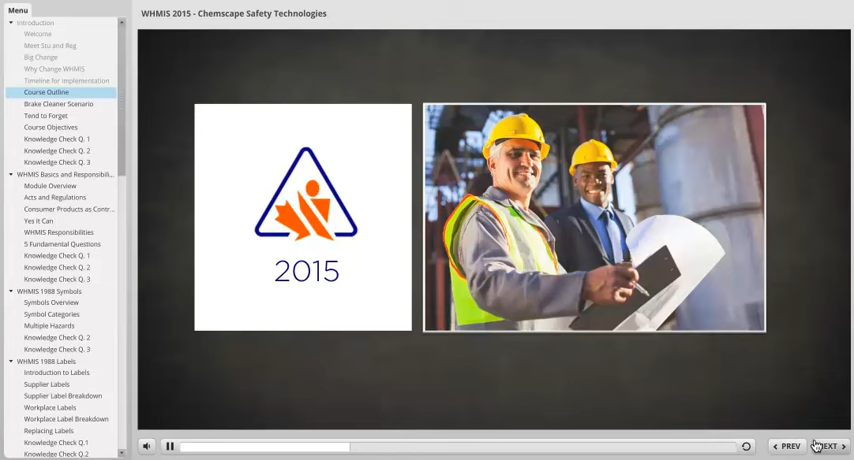 Menu
WHMIS 2015 - Chemscape Safety Technologies
Introduction
Welcome
Meet Stu and Reg
Big Change
Why Change WHMIS
Timeline for implementation
Course Outline
Brake Cleaner Scenario
Tend to Forget
Course Objectives
Knowledge Check Q. 1
Knowledge Check Q. 2
Knowledge Check Q. 3
WHMIS Basics and Responsibili...
Module Overview
Acts and Regulations
Consumer Products as Contr...
Yes It Can
WHMIS Responsibilities
5 Fundamental Questions
Knowledge Check Q. 1
Knowledge Check Q. 2
Knowledge Check Q. 3
WHMIS 1988 Symbols
Symbols Overview
Symbol Categories
Multiple Hazards
Knowledge Check Q. 2
Knowledge Check Q. 3
WHMIS 1988 Labels
Introduction to Labels
Supplier Labels
Supplier Label Breakdown
Workplace Labels
Workplace Label Breakdown
Replacing Labels
Knowledge Check Q.1
Knowledge Check Q.2
2015
PREV
EXT